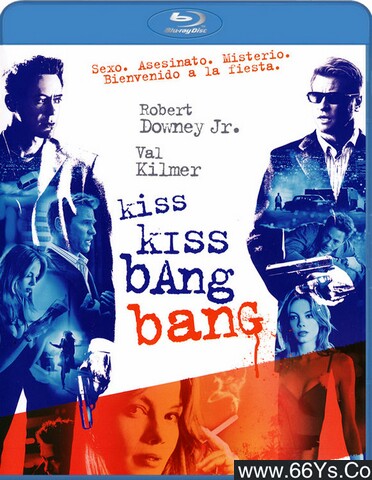 Blu-ray Disc
Sexo. Asesinato. Misterio.
Bienvenido a la fiesta.
Robert
Downey Jr.
Val
Kilmer
kiss
kiss
bAng
banG
www.66Ys.Co